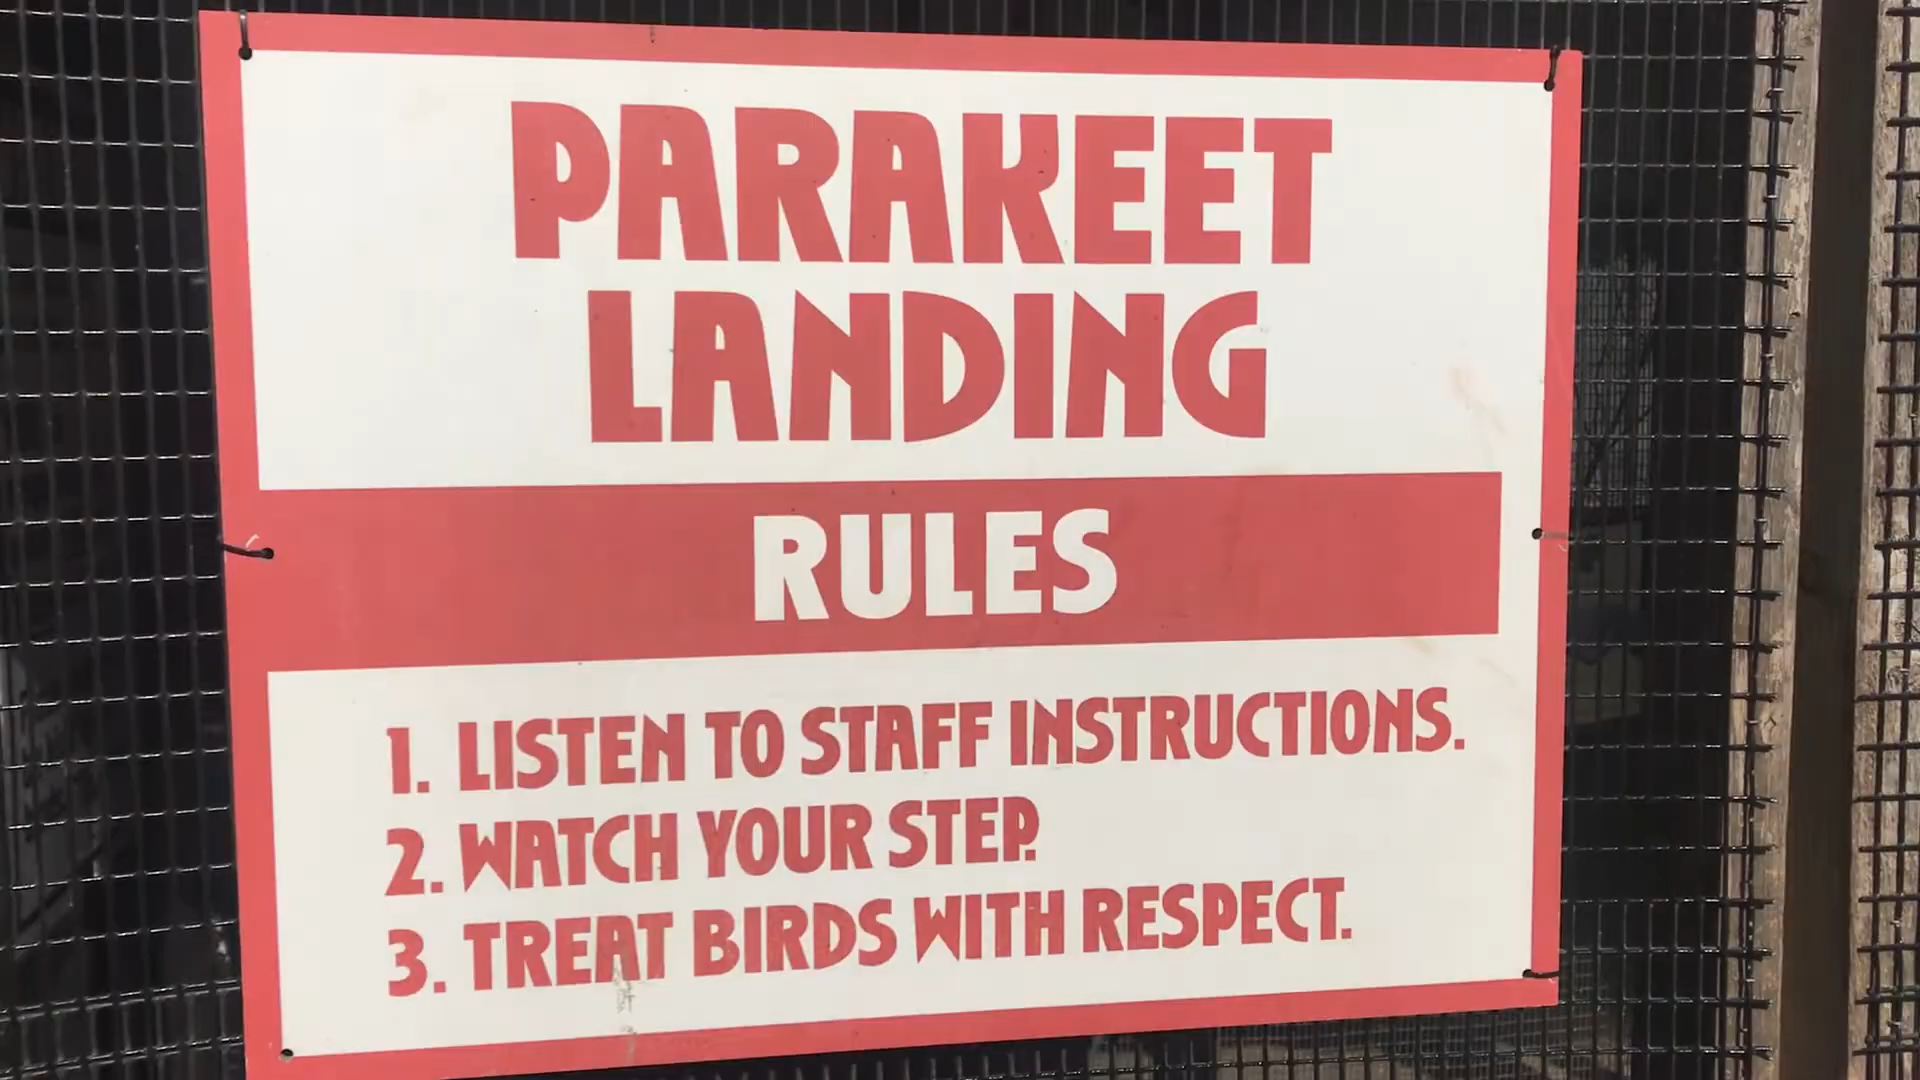 PARAKEET
LANDING
RULES
1. LISTEN TO STAFF INSTRUCTIONS.
2. WATCH YOUR STEP.
3. TREAT BIRDS WITH RESPECT.